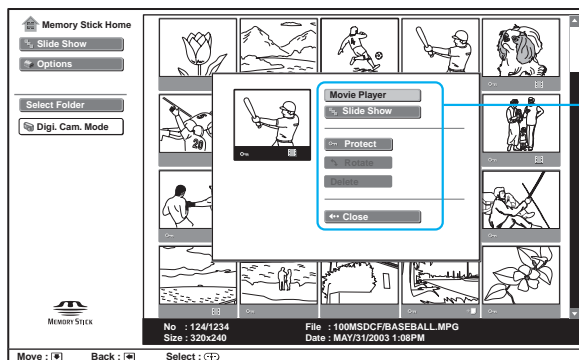 Memory Stick Home
Slide Show
Options
Select Folder
Digi. Cam. Mode
MEMORY STICK
Movie Player
Slide Show
Protect
Rotate
Delete
Close
20
No : 124/1234
Size : 320x240
File : 100MSDCF/BASEBALL.MPG
Date : MAY/31/2003 1:08PM
Move :
Back :
Select :